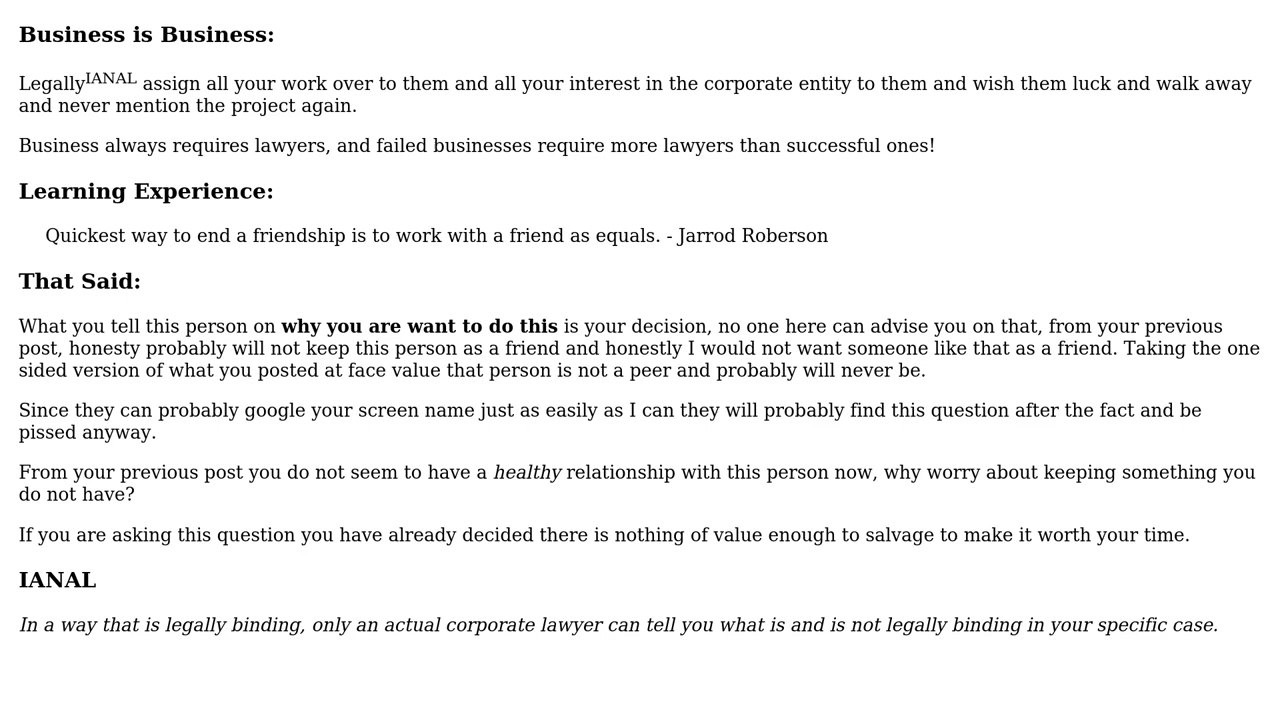 Business is Business:
LegallyIANAL assign all your work over to them and all your interest in the corporate entity to them and wish them luck and walk away
and never mention the project again.
Business always requires lawyers, and failed businesses require more lawyers than successful ones!
Learning Experience:
Quickest way to end a friendship is to work with a friend as equals. - Jarrod Roberson
That Said:
What you tell this person on why you are want to do this is your decision, no one here can advise you on that, from your previous
post, honesty probably will not keep this person as a friend and honestly I would not want someone like that as a friend. Taking the one
sided version of what you posted at face value that person is not a peer and probably will never be.
Since they can probably google your screen name just as easily as I can they will probably find this question after the fact and be
pissed anyway.
From your previous post you do not seem to have a healthy relationship with this person now, why worry about keeping something you
do not have?
If you are asking this question you have already decided there is nothing of value enough to salvage to make it worth your time.
IANAL
In a way that is legally binding, only an actual corporate lawyer can tell you what is and is not legally binding in your specific case.